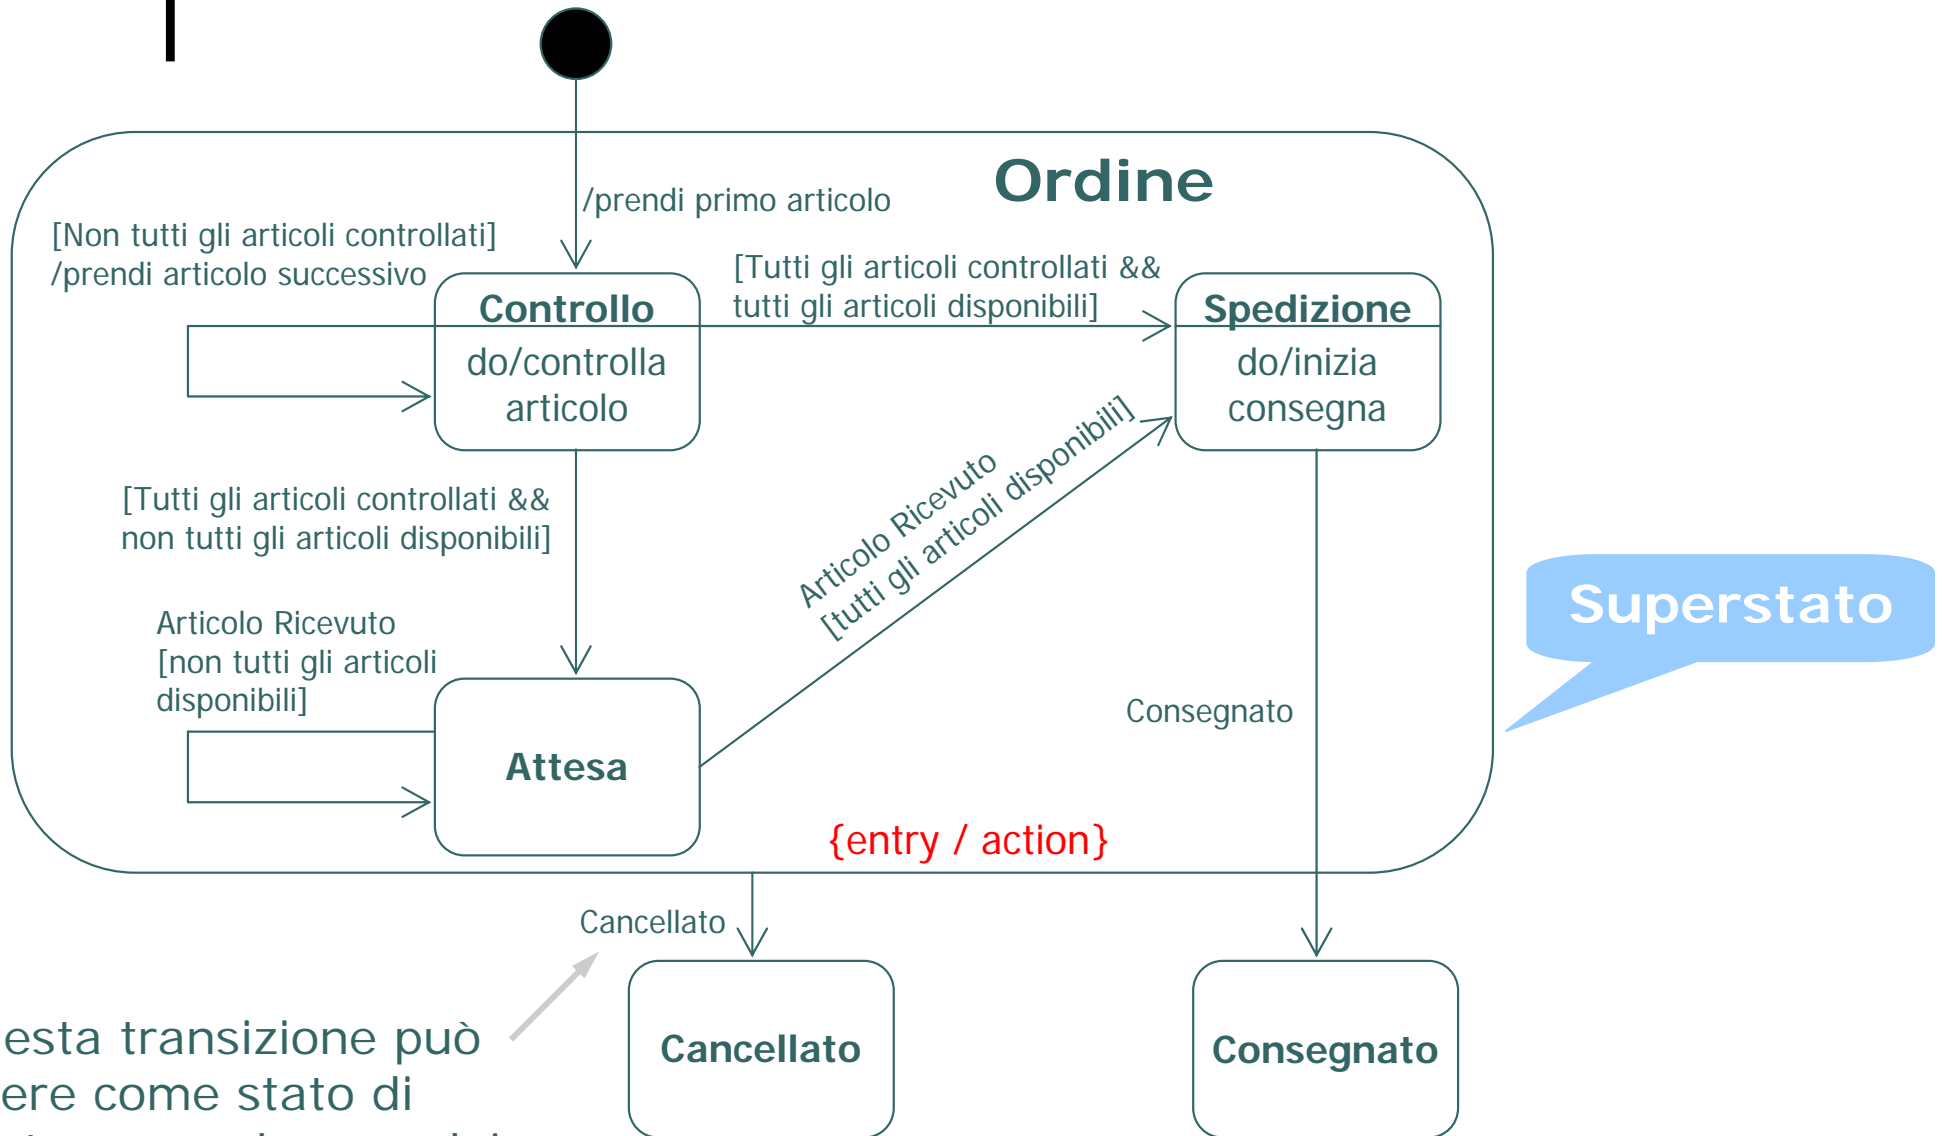 Ordine
/prendi primo articolo
[Non tutti gli articoli controllati]
/prendi articolo successivo
[Tutti gli articoli controllati &&
tutti gli articoli disponibili]
Controllo
do/controlla
articolo
Spedizione
do/inizia
consegna
[Tutti gli articoli controllati &&
non tutti gli articoli disponibili]
Articolo Ricevuto
[tutti gli articoli disponibili]
Superstato
Articolo Ricevuto
[non tutti gli articoli
disponibili]
Consegnato
Attesa
{entry / action}
Cancellato
Cancellato
Consegnato
esta transizione può
ere come stato di